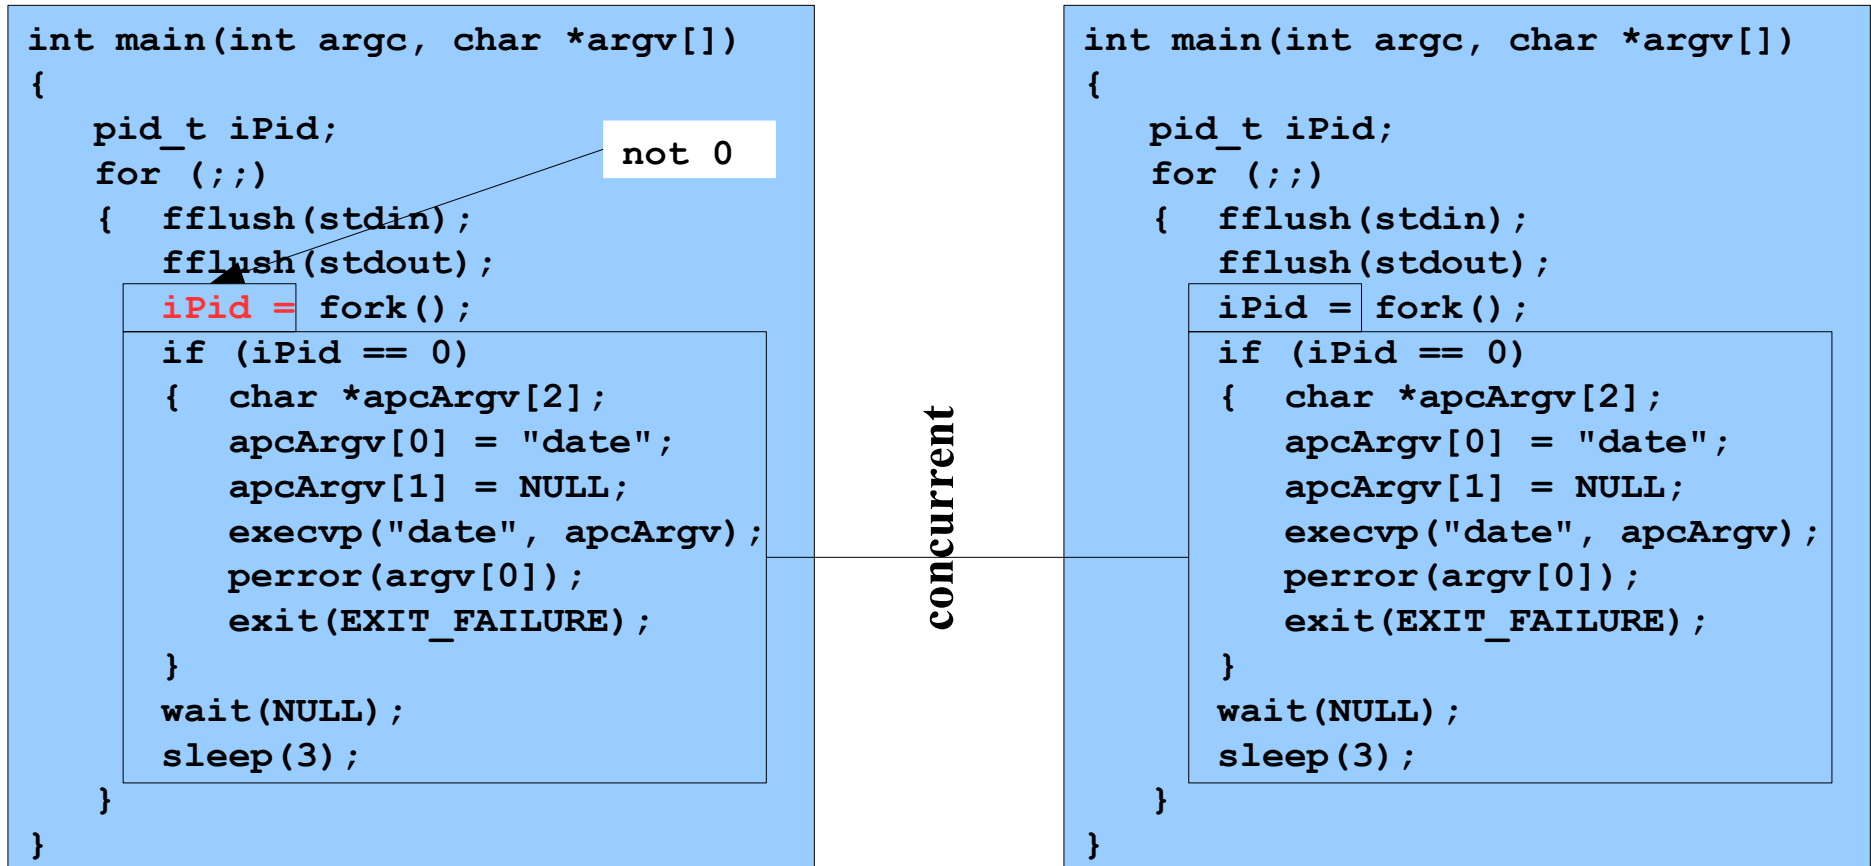 int main(int argc, char *argv[])
{
pid_t iPid;
for (;;)
{ fflush(stdin);
fflush(stdout);
iPid = fork();
if (iPid == 0)
{ char *apcArgv[2];
apcArgv[0] = "date";
apcArgv[1] = NULL;
execvp("date", apcArgv);
perror(argv[0]);
exit(EXIT_FAILURE);
}
wait(NULL);
sleep(3);
}
}
not 0
concurrent
int main(int argc, char *argv[])
{
pid_t iPid;
for (;;)
{ fflush(stdin);
fflush(stdout);
iPid = fork();
if (iPid == 0)
{ char *apcArgv[2];
apcArgv[0] = "date";
apcArgv[1] = NULL;
execvp("date", apcArgv);
perror(argv[0]);
exit(EXIT_FAILURE);
}
wait(NULL);
sleep(3);
}
}